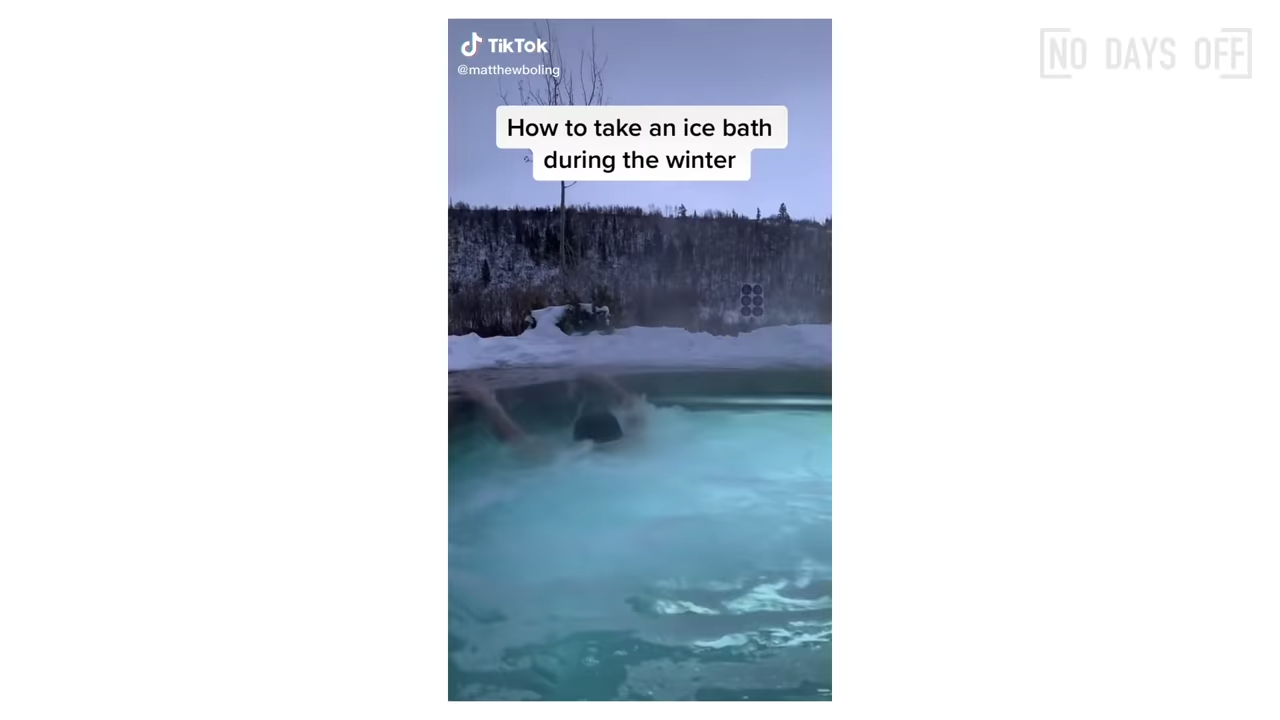 TikTok
@matthewboling
NO DAYS OFF
How to take an ice bath
during the winter